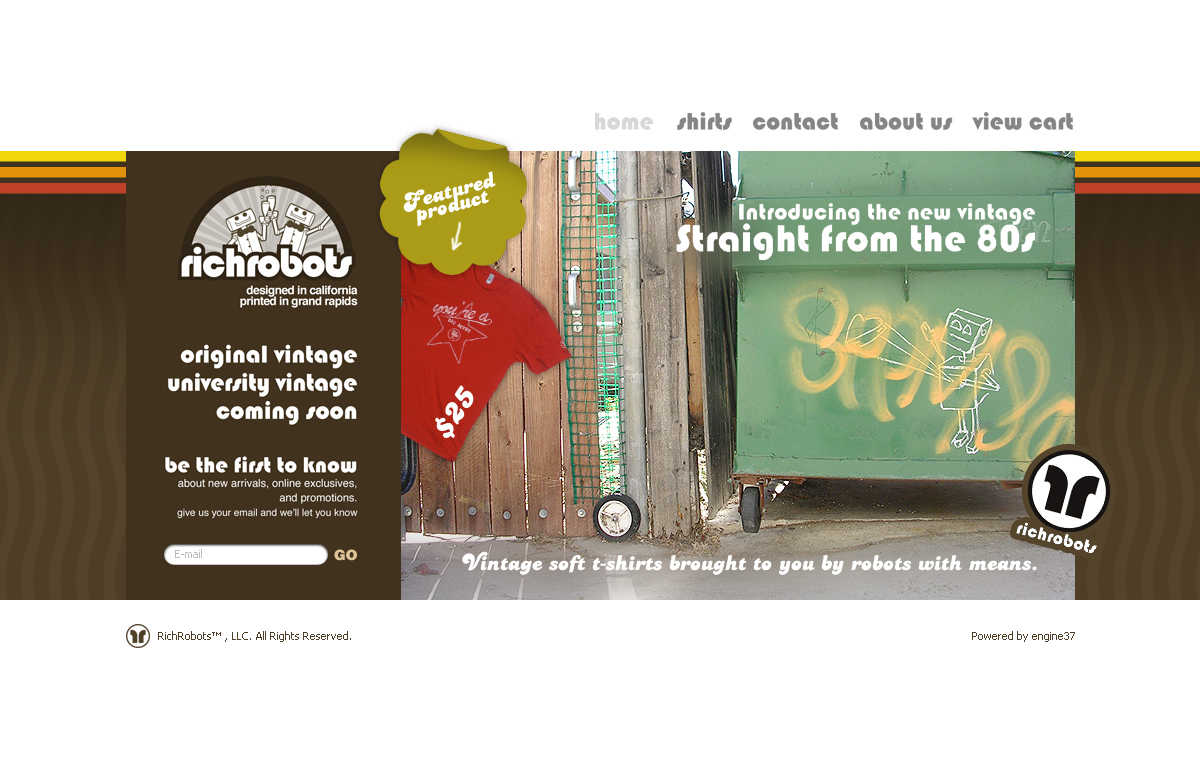 home shirts contact about us view cart
richrobots
designed in california
printed in grand rapids
original vintage
university vintage
coming soon
be the first to know
about new arrivals, online exclusives,
and promotions.
give us your email and we'll let you know
E-mail GO
Featured
product
$25
Introducing the new vintage
Straight from the 80s
richrobots
Vintage soft t-shirts brought to you by robots with means.
RichRobots™ , LLC. All Rights Reserved.
Powered by engine37